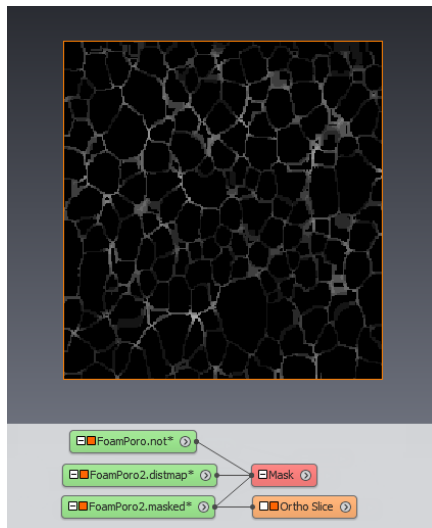 FoamPoro.not*
FoamPoro2.distmap*
Mask
FoamPoro2.masked*
Ortho Slice